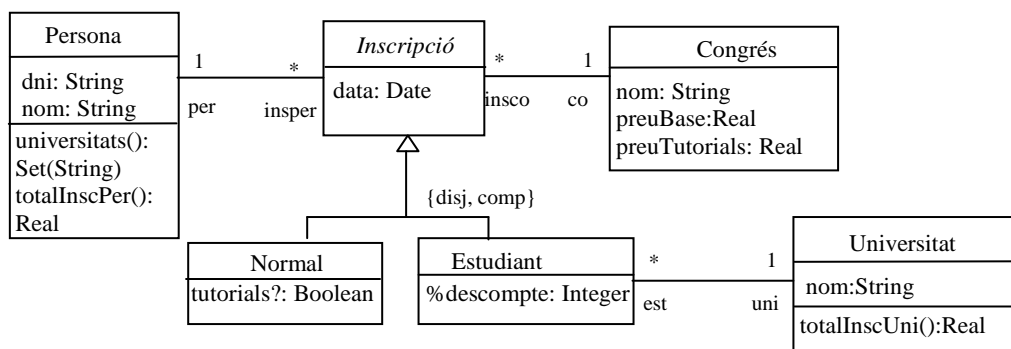 Persona
dni: String
nom: String
universitats():
Set(String)
totalInscPer():
Real
1
per
*
insper
Inscripció
data: Date
*
insco
1
co
Congrés
nom: String
preuBase:Real
preuTutorials: Real
{disj, comp}
Normal
tutorials?: Boolean
Estudiant
%descompte: Integer
*
est
1
uni
Universitat
nom:String
totalInscUni():Real